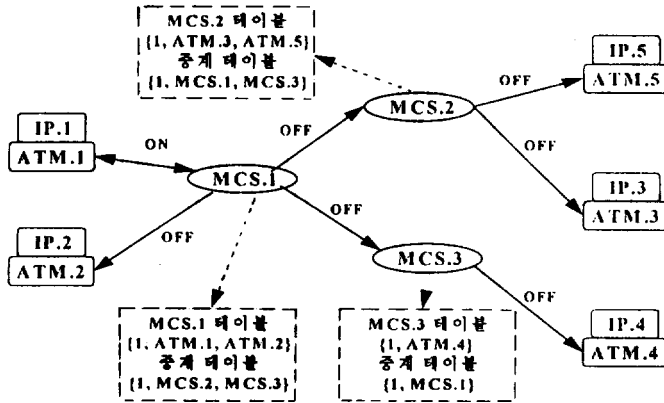 MCS.2 테이블
{1, ATM.3, ATM.5}
중계 테이블
{1, MCS.1, MCS.3}
IP.5
ATM.5
OFF
MCS.2
OFF
OFF
IP.1
ATM.1
ON
MCS.1
IP.3
ATM.3
OFF
IP.2
ATM.2
OFF
MCS.3
OFF
MCS.1 테이블
{1, ATM.1, ATM.2}
중계 테이블
{1, MCS.2, MCS.3}
MCS.3 테이블
{1, ATM.4}
중계 테이블
{1, MCS.1}
IP.4
ATM.4